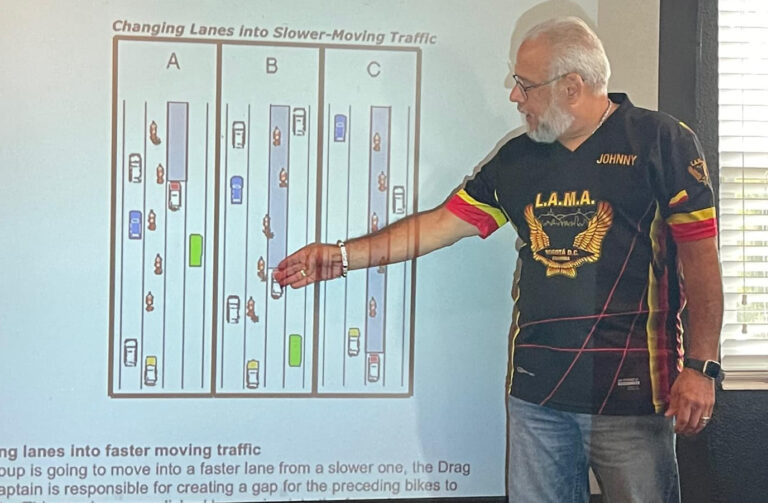 Changing Lanes into Slower-Moving Traffic
A B C
JOHNNY
L.A.M.A.
BOGOTÁ D.C.
ng lanes into faster moving traffic
oup is going to move into a faster lane from a slower one, the Drag
aptain is responsible for creating a gap for the preceding bikes to